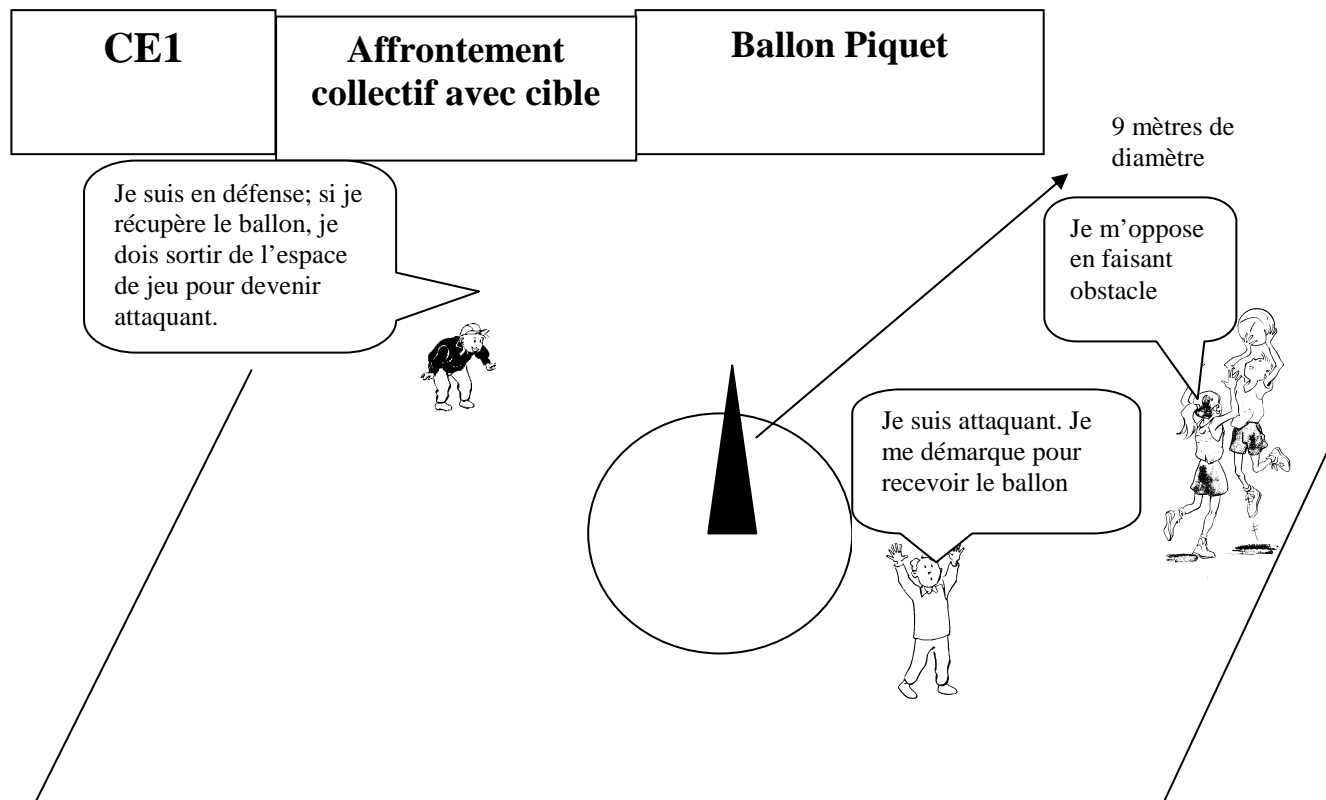 CE1
Affrontement
collectif avec cible
Ballon Piquet
9 mètres de
diamètre
Je suis en défense; si je
récupère le ballon, je
dois sortir de l’espace
de jeu pour devenir
attaquant.
Je m’oppose
en faisant
obstacle
Je suis attaquant. Je
me démarque pour
recevoir le ballon